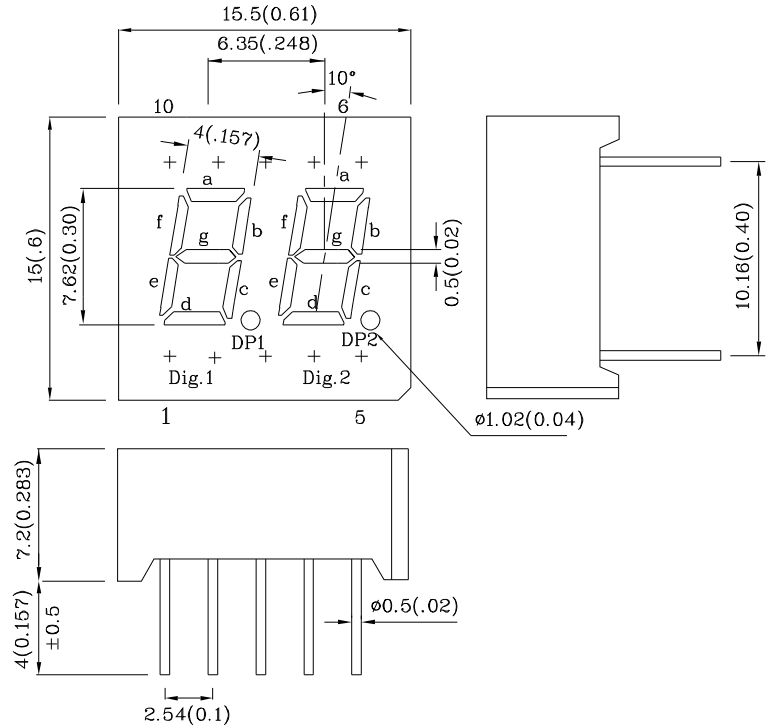 15.5(0.61)
6.35(.248)
10°
10
6
4(.157)
a
a
f
b
f
b
g
g
e
c
e
c
d
d
DP1
DP2
Dig.1
Dig.2
1
5
15(.6)
7.62(0.30)
0.5(0.02)
10.16(0.40)
ø1.02(0.04)
7.2(0.283)
4(0.157)
±0.5
ø0.5(.02)
2.54(0.1)